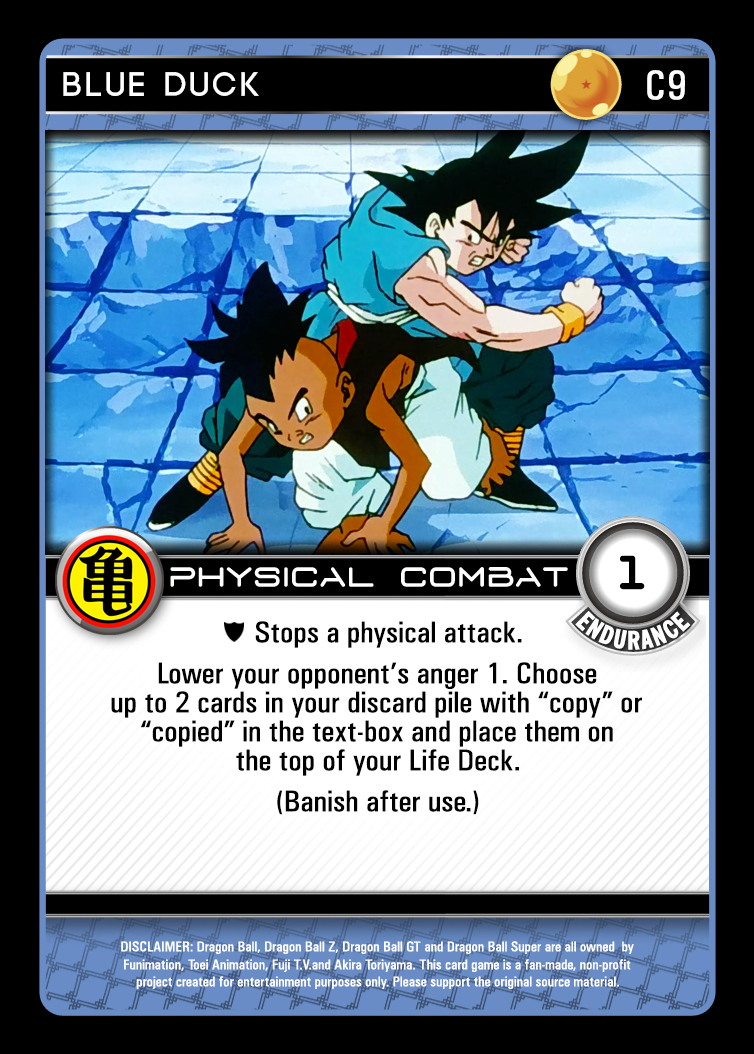 BLUE DUCK
C9
亀
PHYSICAL COMBAT
1
ENDURANCE
Stops a physical attack.
Lower your opponent’s anger 1. Choose
up to 2 cards in your discard pile with “copy” or
“copied” in the text-box and place them on
the top of your Life Deck.
(Banish after use.)
DISCLAIMER: Dragon Ball, Dragon Ball Z, Dragon Ball GT and Dragon Ball Super are all owned by
Funimation, Toei Animation, Fuji T.V.and Akira Toriyama. This card game is a fan-made, non-profit
project created for entertainment purposes only. Please support the original source material.